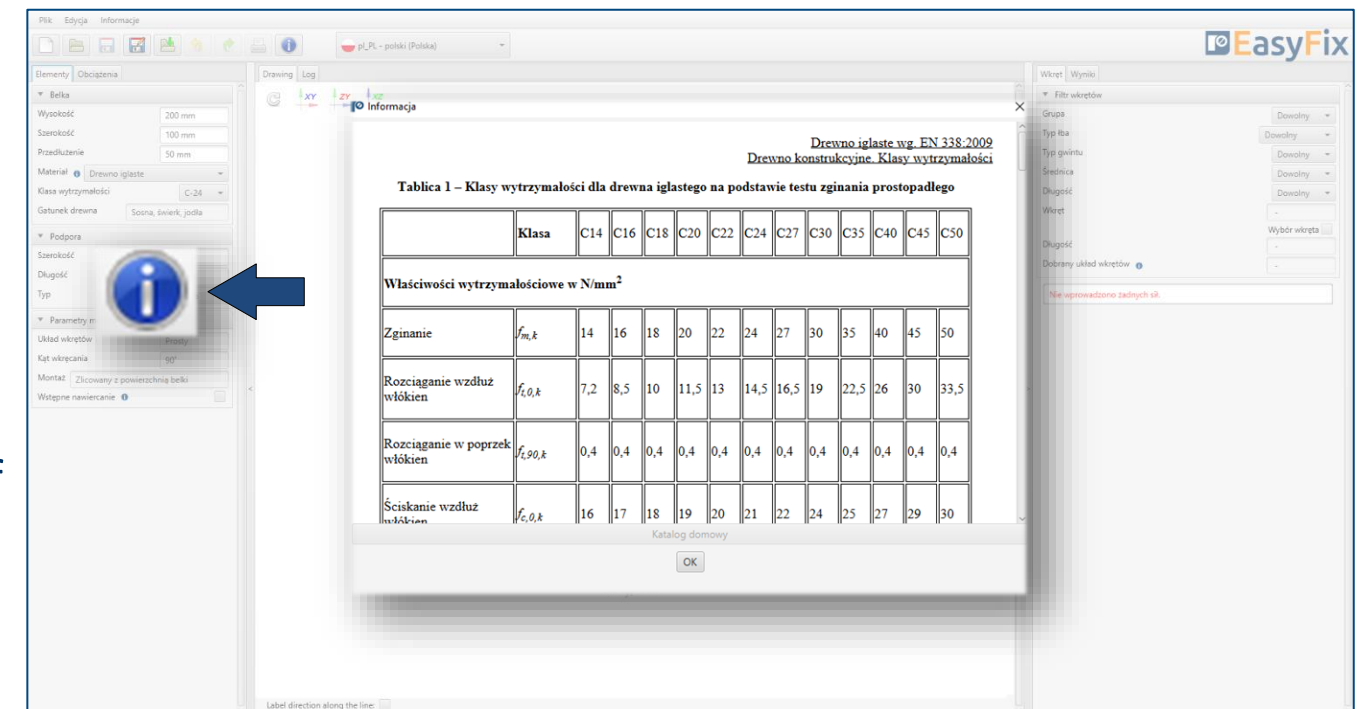 Plik Edycja Informacje
pl_PL - polski (Polska)
EasyFix
Elementy Obciążenia
Belka
Wysokość 200 mm
Szerokość 100 mm
Przedłużenie 50 mm
Materiał Drewno iglaste
Klasa wytrzymałości C-24
Gatunek drewna Sosna, świerk, jodła
Podpora
Szerokość
Długość
Typ
Parametry m
Układ wkrętów Prosty
Kąt wkręcania 90°
Montaż Zlicowany z powierzchnią belki
Wstępne nawiercanie
Drawing Log
XY ZY XZ
Informacja
Drewno iglaste wg. EN 338:2009
Drewno konstrukcyjne. Klasy wytrzymałości
Tablica 1 – Klasy wytrzymałości dla drewna iglastego na podstawie testu zginania prostopadłego
Klasa C14 C16 C18 C20 C22 C24 C27 C30 C35 C40 C45 C50
Właściwości wytrzymałościowe w N/mm²
Zginanie fm,k 14 16 18 20 22 24 27 30 35 40 45 50
Rozciąganie wzdłuż
włókien ft,0,k 7,2 8,5 10 11,5 13 14,5 16,5 19 22,5 26 30 33,5
Rozciąganie w poprzek
włókien ft,90,k 0,4 0,4 0,4 0,4 0,4 0,4 0,4 0,4 0,4 0,4 0,4 0,4
Ściskanie wzdłuż
włókien fc,0,k 16 17 18 19 20 21 22 24 25 27 29 30
Katalog domowy
OK
Label direction along the line:
Wkręt Wyniki
Filtr wkrętów
Grupa Dowolny
Typ łba Dowolny
Typ gwintu Dowolny
Średnica Dowolny
Długość Dowolny
Wkręt -
Wybór wkręta
Długość -
Dobrany układ wkrętów -
Nie wprowadzono żadnych sił.